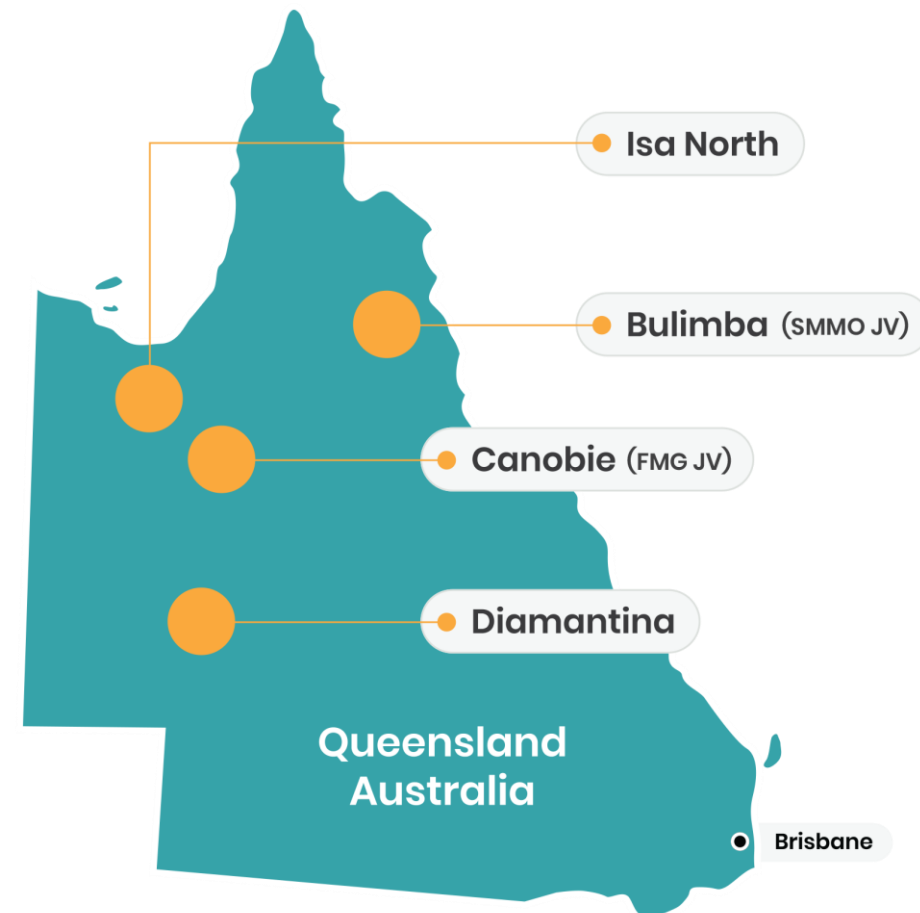 Isa North
Bulimba (SMMO JV)
Canobie (FMG JV)
Diamantina
Queensland
Australia
Brisbane